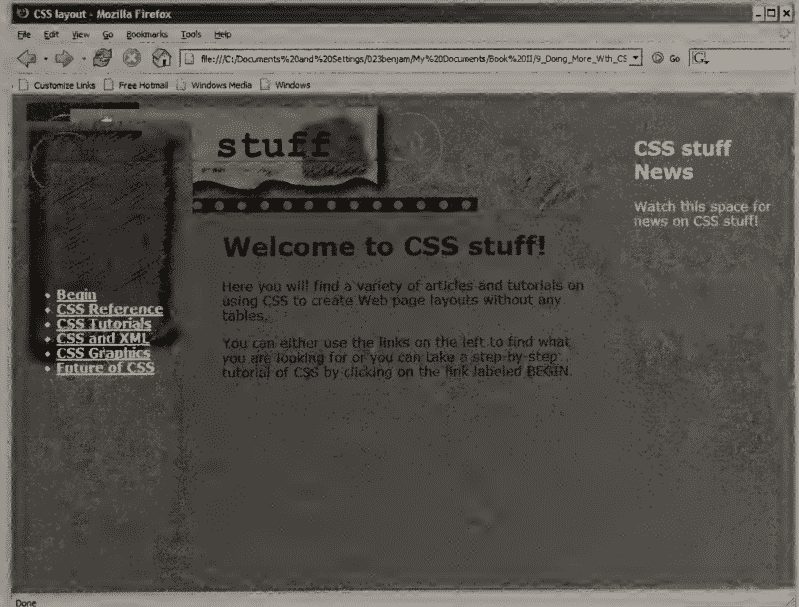 CSS layout - Mozilla Firefox
File Edit View Go Bookmarks Tools Help
file:///C:/Documents%20and%20Settings/023benjam/My%20Documents/Book%20II/9_Doing_More_With_CS Go G
Customize Links Free Hotmail Windows Media Windows
stuff
CSS stuff
News
Watch this space for
news on CSS stuff!
Welcome to CSS stuff!
Here you will find a variety of articles and tutorials on
using CSS to create Web page layouts without any
tables.
You can either use the links on the left to find what
you are looking for or you can take a step-by-step
tutorial of CSS by clicking on the link labeled BEGIN.
• Begin
• CSS Reference
• CSS Tutorials
• CSS and XML
• CSS Graphics
• Future of CSS
Done